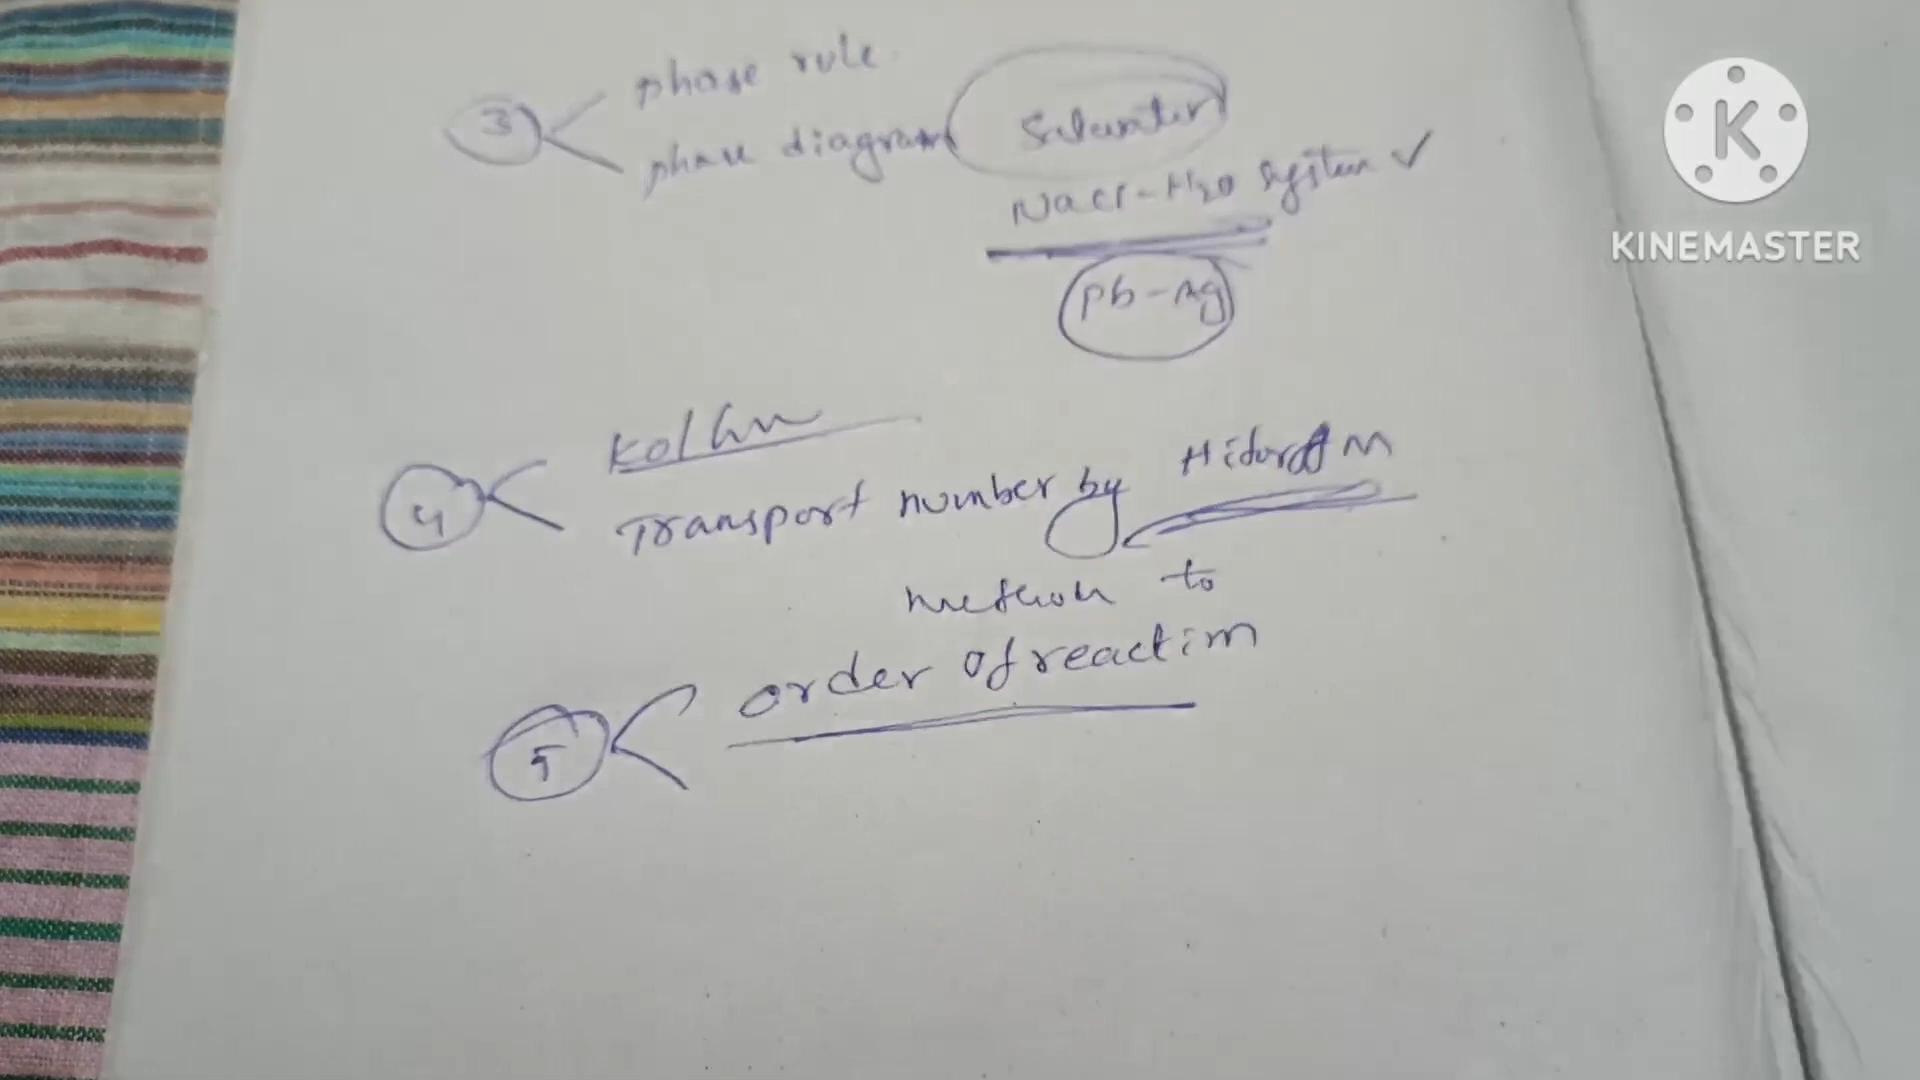 phase rule
3
phase diagram
NaCl-H2O system ✓
Pb-Ag
4
Transport number by
method to
order of reaction
5
K
KINEMASTER